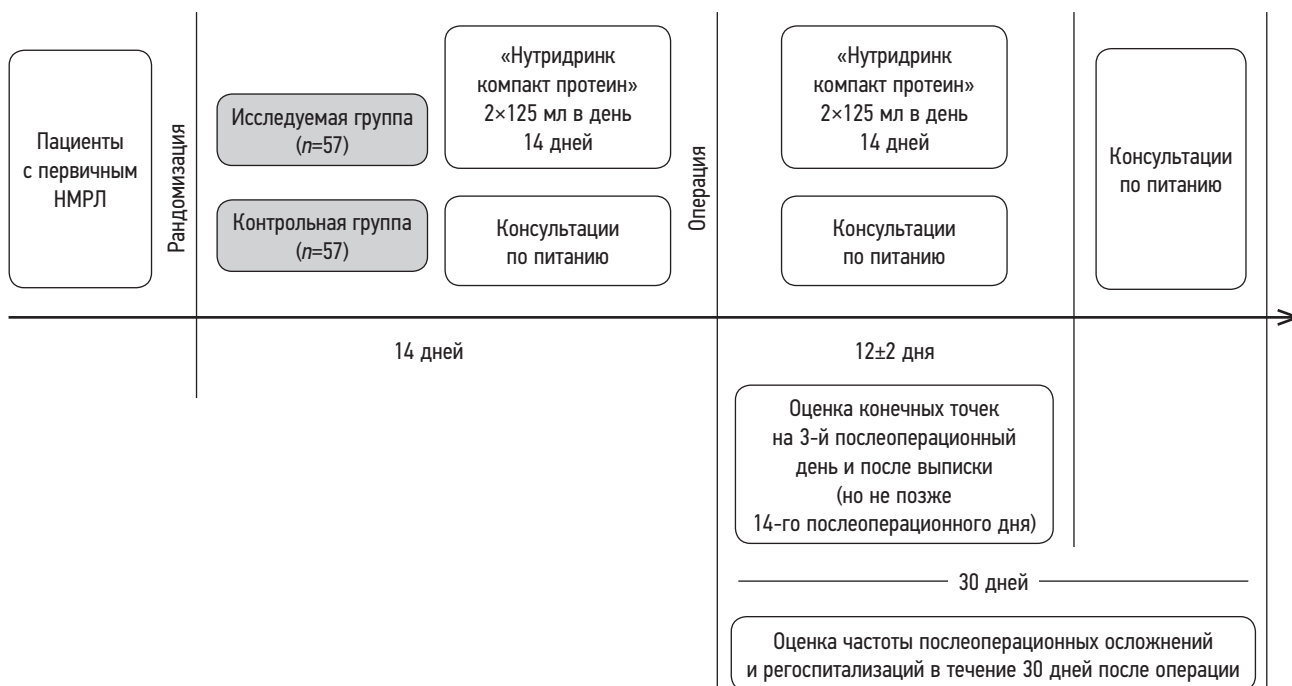 Пациенты
с первичным
НМРЛ
Рандомизация
Исследуемая группа
(n=57)
Контрольная группа
(n=57)
«Нутридринк
компакт протеин»
2×125 мл в день
14 дней
Консультации
по питанию
Операция
«Нутридринк
компакт протеин»
2×125 мл в день
14 дней
Консультации
по питанию
Консультации
по питанию
14 дней
12±2 дня
Оценка конечных точек
на 3-й послеоперационный
день и после выписки
(но не позже
14-го послеоперационного дня)
30 дней
Оценка частоты послеоперационных осложнений
и регоспитализаций в течение 30 дней после операции